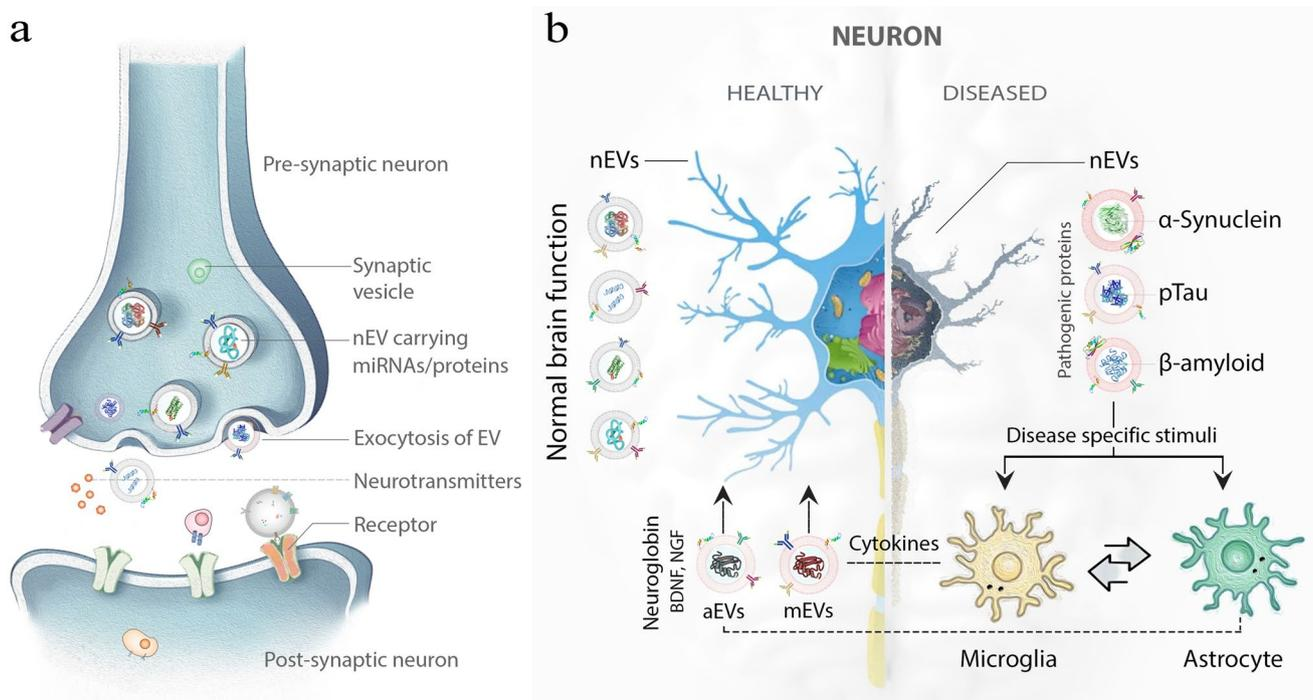 a
Pre-synaptic neuron
Synaptic
vesicle
nEV carrying
miRNAs/proteins
Exocytosis of EV
Neurotransmitters
Receptor
Post-synaptic neuron
b
NEURON
HEALTHY
DISEASED
nEVs
nEVs
Normal brain function
Pathogenic proteins
α-Synuclein
pTau
β-amyloid
Disease specific stimuli
Neuroglobin
BDNF, NGF
Cytokines
aEVs
mEVs
Microglia
Astrocyte